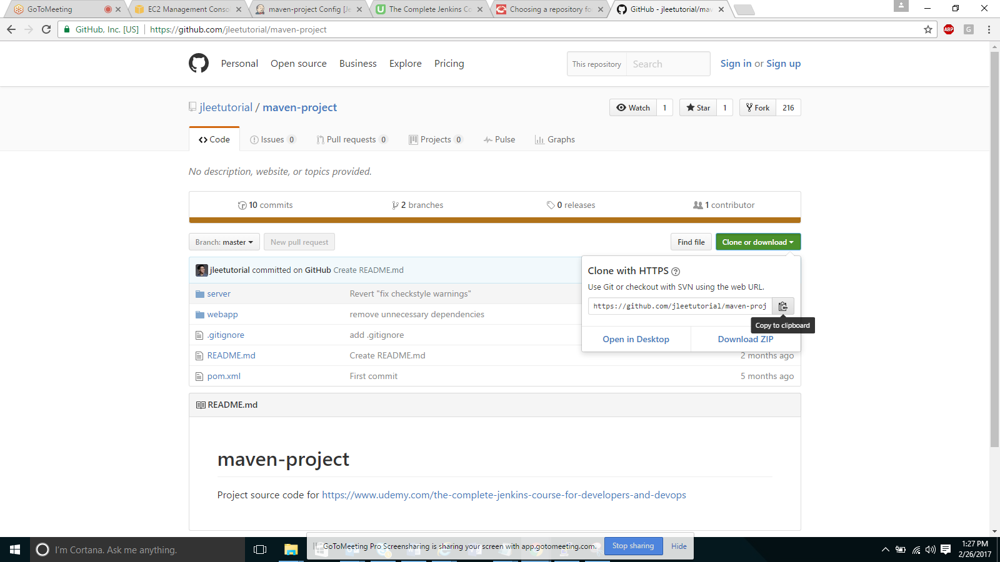 GoToMeeting
EC2 Management Conso
maven-project Config [Je
The Complete Jenkins Co
Choosing a repository fo
GitHub - jleetutorial/mav
GitHub, Inc. [US] https://github.com/jleetutorial/maven-project
ABP
G
Personal Open source Business Explore Pricing
This repository Search
Sign in or Sign up
jleetutorial / maven-project
Watch 1 Star 1 Fork 216
Code Issues 0 Pull requests 0 Projects 0 Pulse Graphs
No description, website, or topics provided.
10 commits 2 branches 0 releases 1 contributor
Branch: master New pull request Find file Clone or download
jleetutorial committed on GitHub Create README.md
Clone with HTTPS
Use Git or checkout with SVN using the web URL.
https://github.com/jleetutorial/maven-proj
Copy to clipboard
Open in Desktop Download ZIP
server Revert "fix checkstyle warnings"
webapp remove unnecessary dependencies
.gitignore add .gitignore
README.md Create README.md 2 months ago
pom.xml First commit 5 months ago
README.md
maven-project
Project source code for https://www.udemy.com/the-complete-jenkins-course-for-developers-and-devops
I'm Cortana. Ask me anything.
GoToMeeting Pro Screensharing is sharing your screen with app.gotomeeting.com. Stop sharing Hide
1:27 PM
2/26/2017